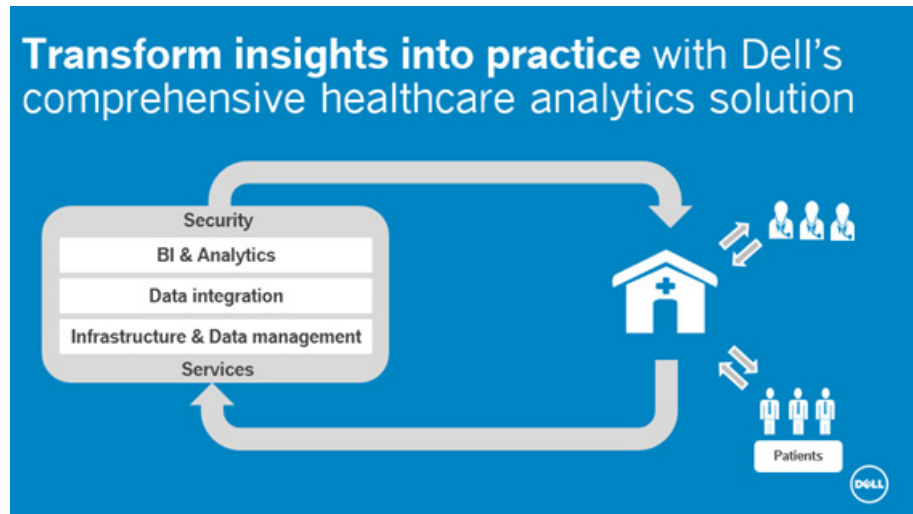 Transform insights into practice with Dell's
comprehensive healthcare analytics solution
Security
BI & Analytics
Data integration
Infrastructure & Data management
Services
Patients
DELL